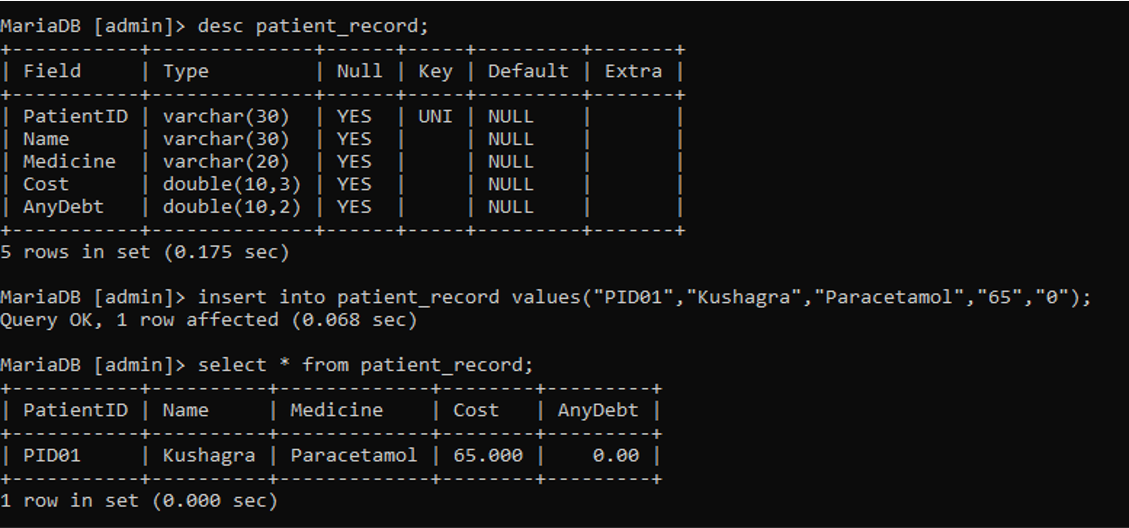 MariaDB [admin]> desc patient_record;
+-----------+--------------+------+-----+---------+-------+
| Field     | Type         | Null | Key | Default | Extra |
+-----------+--------------+------+-----+---------+-------+
| PatientID | varchar(30)  | YES  | UNI | NULL    |       |
| Name      | varchar(30)  | YES  |     | NULL    |       |
| Medicine  | varchar(20)  | YES  |     | NULL    |       |
| Cost      | double(10,3) | YES  |     | NULL    |       |
| AnyDebt   | double(10,2) | YES  |     | NULL    |       |
+-----------+--------------+------+-----+---------+-------+
5 rows in set (0.175 sec)
MariaDB [admin]> insert into patient_record values("PID01","Kushagra","Paracetamol","65","0");
Query OK, 1 row affected (0.068 sec)
MariaDB [admin]> select * from patient_record;
+-----------+----------+-------------+--------+---------+
| PatientID | Name     | Medicine    | Cost   | AnyDebt |
+-----------+----------+-------------+--------+---------+
| PID01     | Kushagra | Paracetamol | 65.000 |    0.00 |
+-----------+----------+-------------+--------+---------+
1 row in set (0.000 sec)